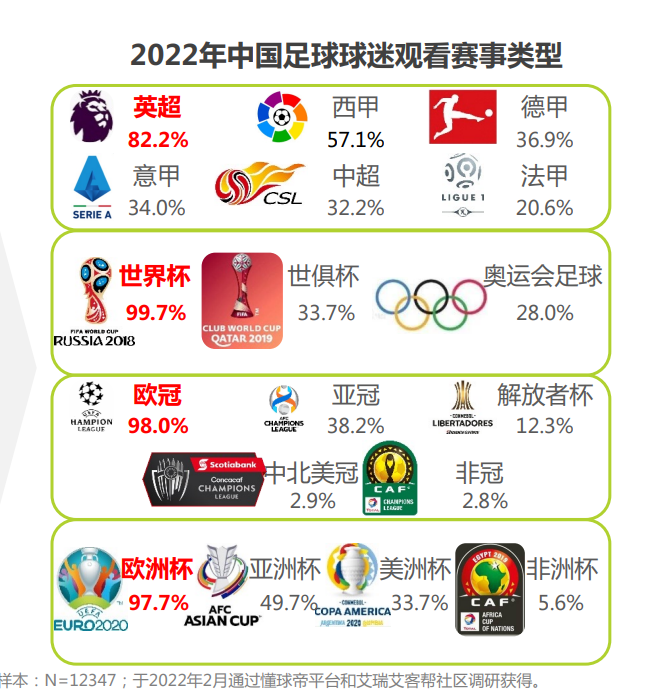 2022年中国足球球迷观看赛事类型
英超 西甲 德甲
82.2% 57.1% 36.9%
意甲 中超 法甲
SERIE A 34.0% CSL 32.2% LIGUE 1 20.6%
世界杯 世俱杯 奥运会足球
99.7% 33.7% 28.0%
FIFA
FIFA WORLD CUP
RUSSIA 2018
CLUB WORLD CUP
QATAR 2019
欧冠 亚冠 解放者杯
UEFA
HAMPION
LEAGUE
98.0%
AFC
CHAMPIONS
LEAGUE
38.2%
CONMEBOL
LIBERTADORES
12.3%
Scotiabank
Concacaf
CHAMPIONS
LEAGUE
中北美冠
2.9%
CAF
Total
CHAMPIONS
LEAGUE
非冠
2.8%
欧洲杯 亚洲杯 美洲杯 非洲杯
97.7% 49.7% 33.7% 5.6%
UEFA
EURO2020
AFC
ASIAN CUP
CONMEBOL
COPA AMERICA
EGYPT 2019
CAF
Total
AFRICA
CUP
OF NATIONS
样本：N=12347；于2022年2月通过懂球帝平台和艾瑞艾客帮社区调研获得。